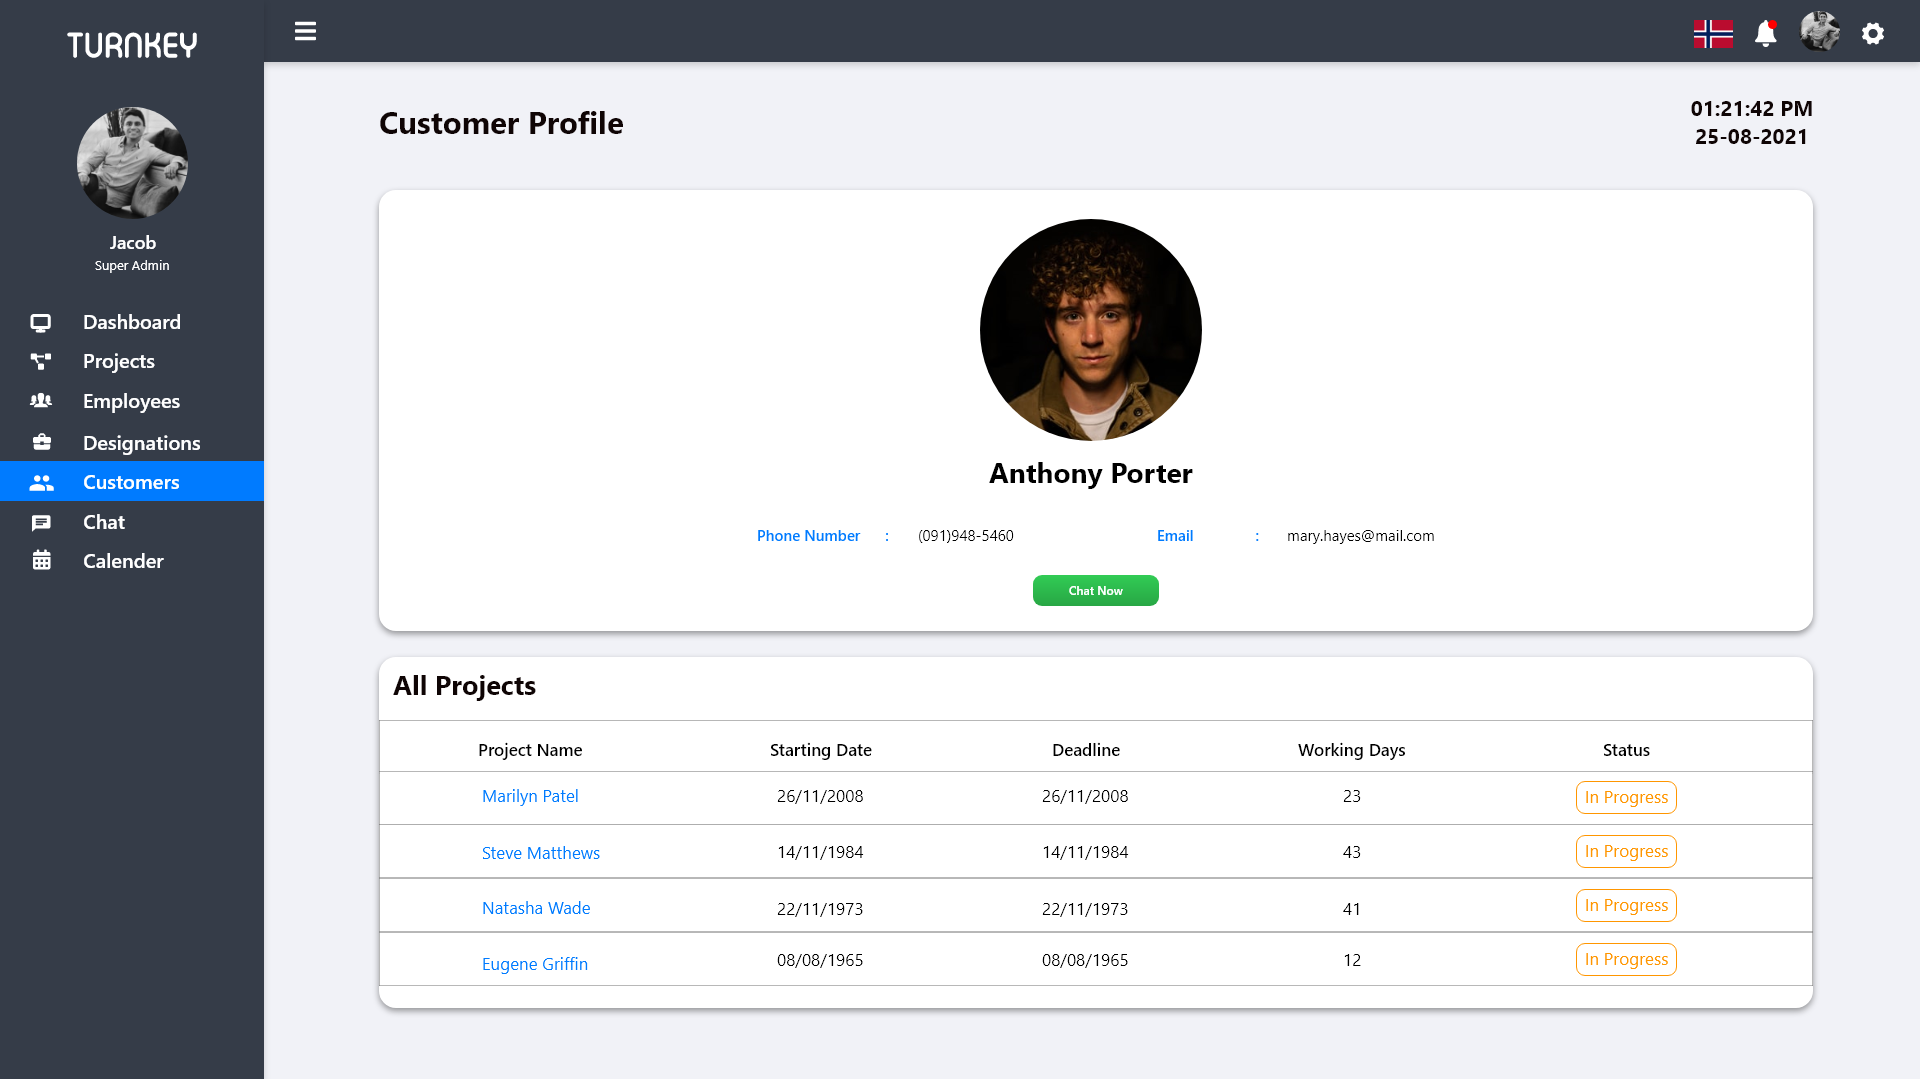 TURNKEY
Jacob
Super Admin
Dashboard
Projects
Employees
Designations
Customers
Chat
Calender
Customer Profile
01:21:42 PM
25-08-2021
Anthony Porter
Phone Number : (091)948-5460 Email : mary.hayes@mail.com
Chat Now
All Projects
Project Name Starting Date Deadline Working Days Status
Marilyn Patel 26/11/2008 26/11/2008 23 In Progress
Steve Matthews 14/11/1984 14/11/1984 43 In Progress
Natasha Wade 22/11/1973 22/11/1973 41 In Progress
Eugene Griffin 08/08/1965 08/08/1965 12 In Progress